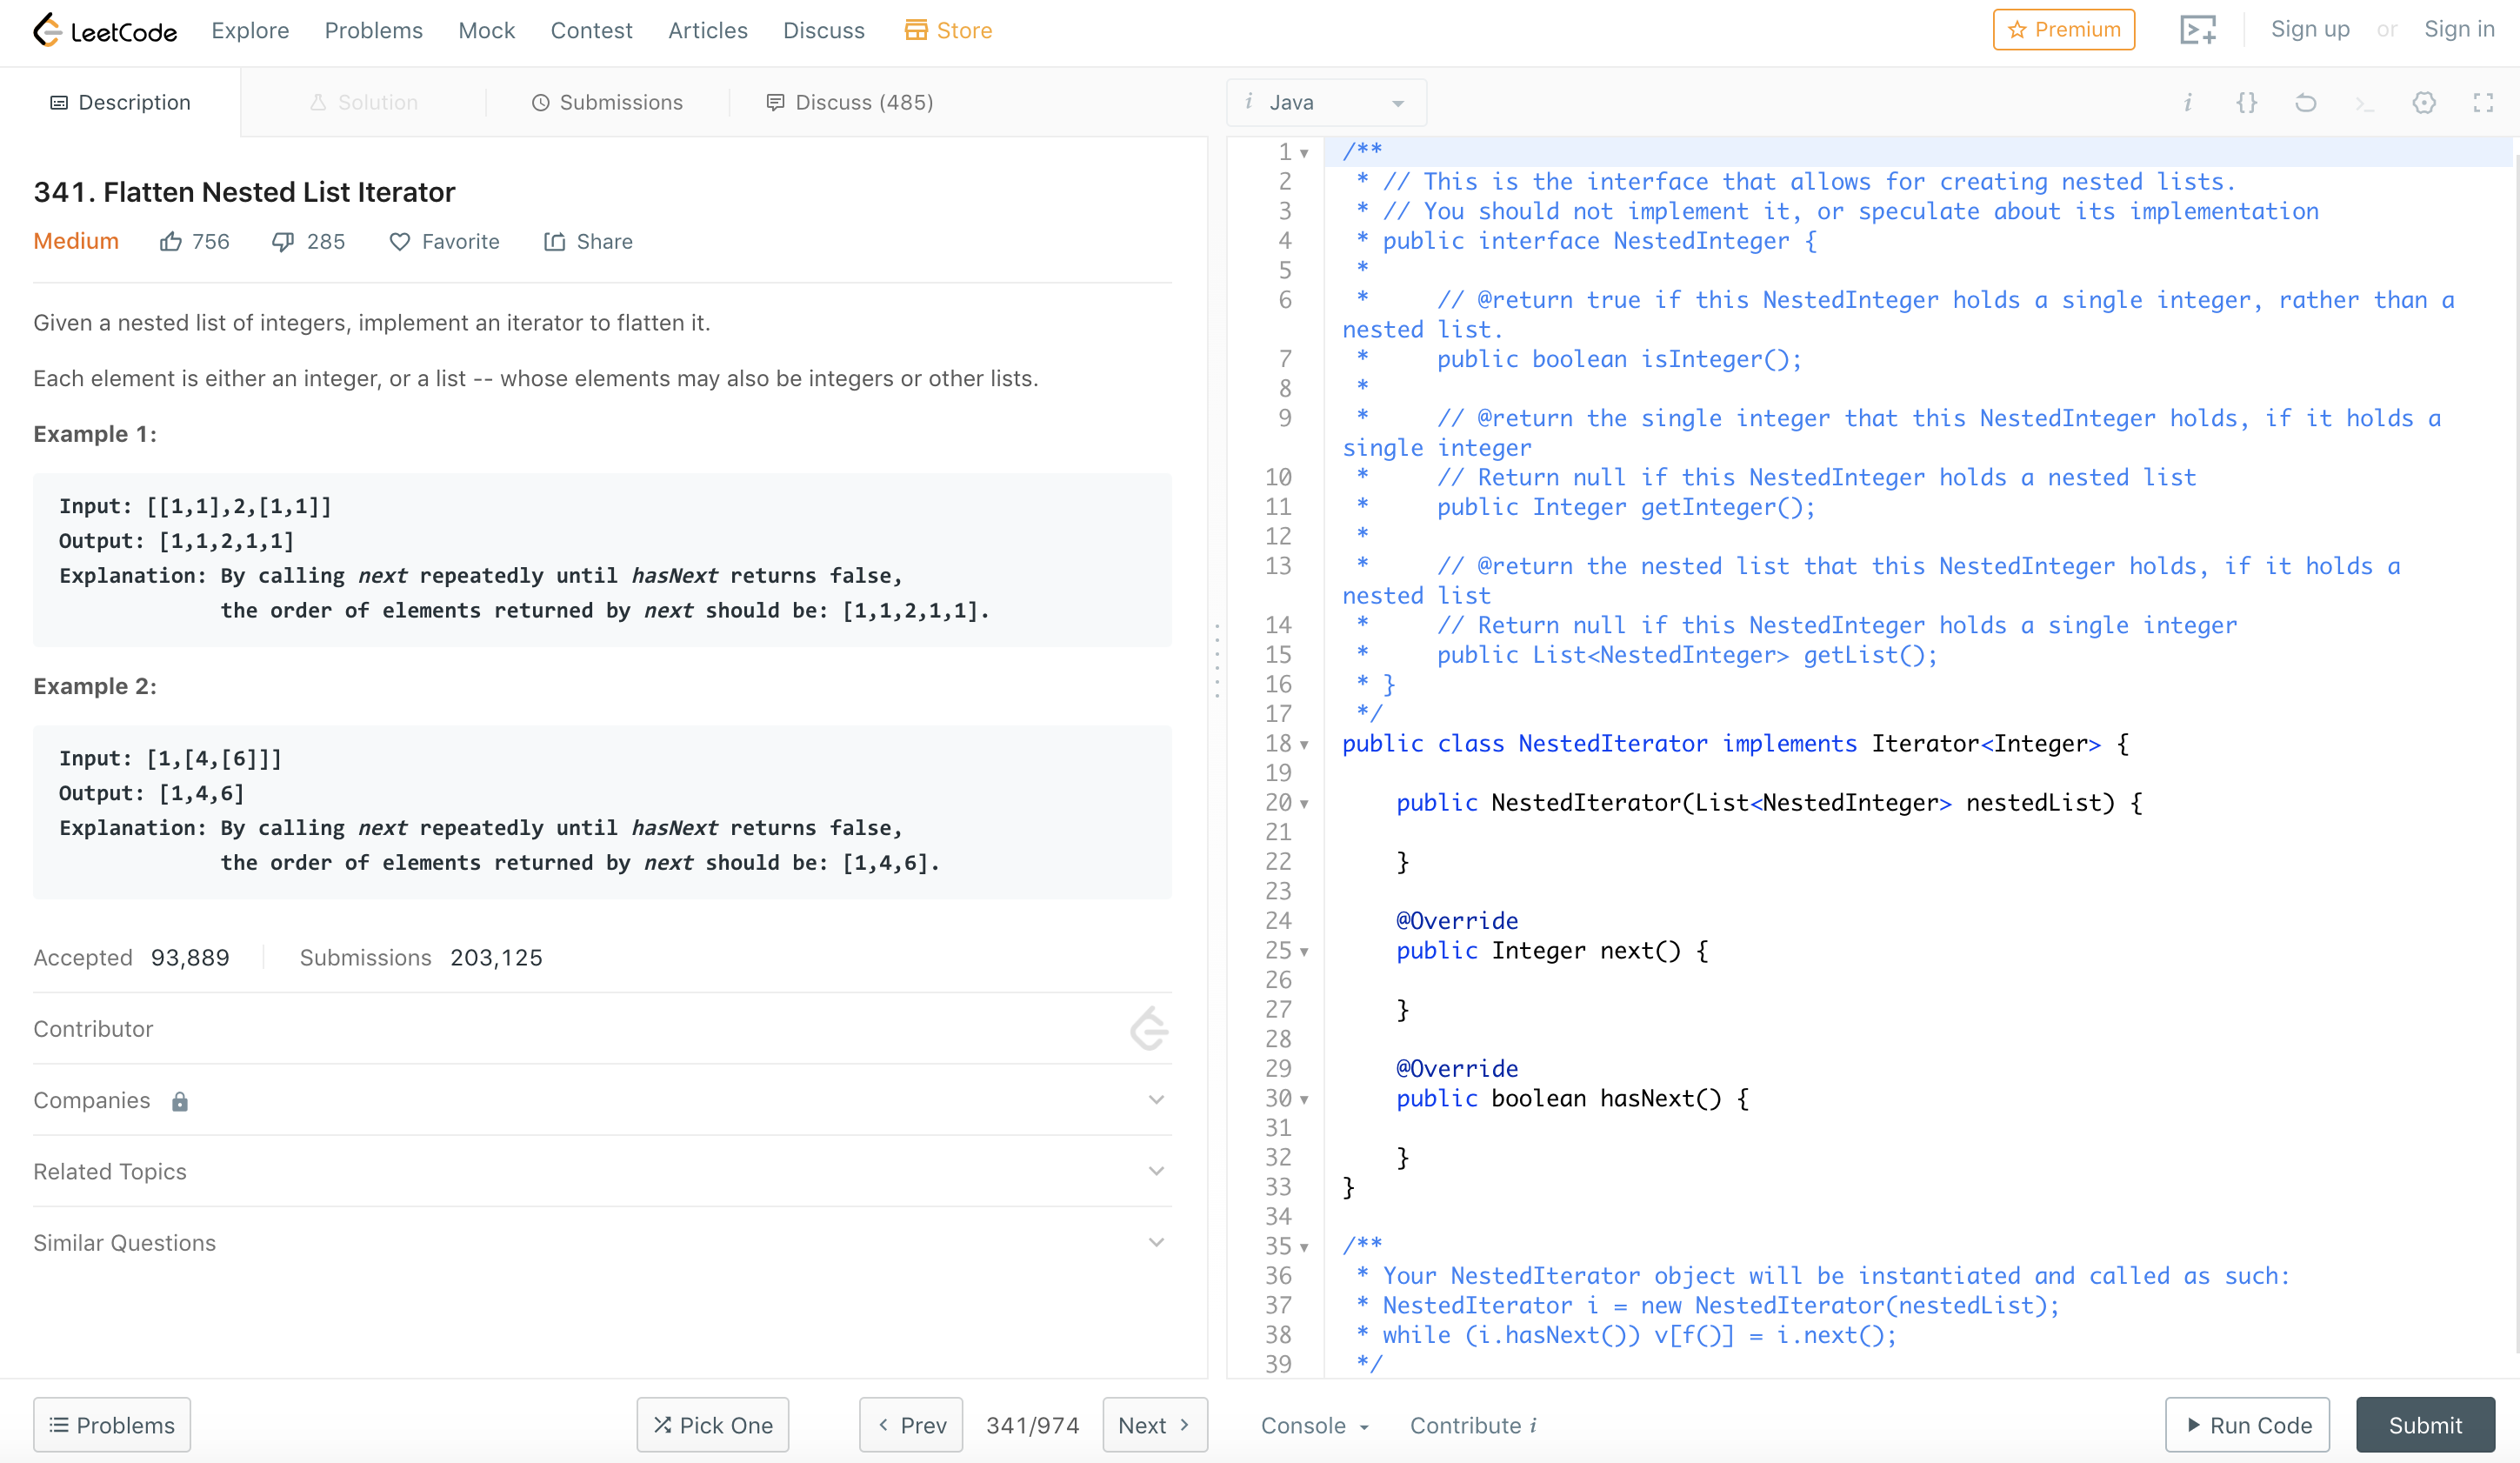 LeetCode Explore Problems Mock Contest Articles Discuss Store Premium Sign up or Sign in
Description Solution Submissions Discuss (485)
341. Flatten Nested List Iterator
Medium 756 285 Favorite Share
Given a nested list of integers, implement an iterator to flatten it.
Each element is either an integer, or a list -- whose elements may also be integers or other lists.
Example 1:
Input: [[1,1],2,[1,1]]
Output: [1,1,2,1,1]
Explanation: By calling next repeatedly until hasNext returns false,
the order of elements returned by next should be: [1,1,2,1,1].
Example 2:
Input: [1,[4,[6]]]
Output: [1,4,6]
Explanation: By calling next repeatedly until hasNext returns false,
the order of elements returned by next should be: [1,4,6].
Accepted 93,889 Submissions 203,125
Contributor
Companies
Related Topics
Similar Questions
Problems Pick One Prev 341/974 Next
i Java i {}
1 /**
2 * // This is the interface that allows for creating nested lists.
3 * // You should not implement it, or speculate about its implementation
4 * public interface NestedInteger {
5 *
6 *     // @return true if this NestedInteger holds a single integer, rather than a
nested list.
7 *     public boolean isInteger();
8 *
9 *     // @return the single integer that this NestedInteger holds, if it holds a
single integer
10 *     // Return null if this NestedInteger holds a nested list
11 *     public Integer getInteger();
12 *
13 *     // @return the nested list that this NestedInteger holds, if it holds a
nested list
14 *     // Return null if this NestedInteger holds a single integer
15 *     public List<NestedInteger> getList();
16 * }
17 */
18 public class NestedIterator implements Iterator<Integer> {
19
20     public NestedIterator(List<NestedInteger> nestedList) {
21
22     }
23
24     @Override
25     public Integer next() {
26
27     }
28
29     @Override
30     public boolean hasNext() {
31
32     }
33 }
34
35 /**
36 * Your NestedIterator object will be instantiated and called as such:
37 * NestedIterator i = new NestedIterator(nestedList);
38 * while (i.hasNext()) v[f()] = i.next();
39 */
Console Contribute i Run Code Submit